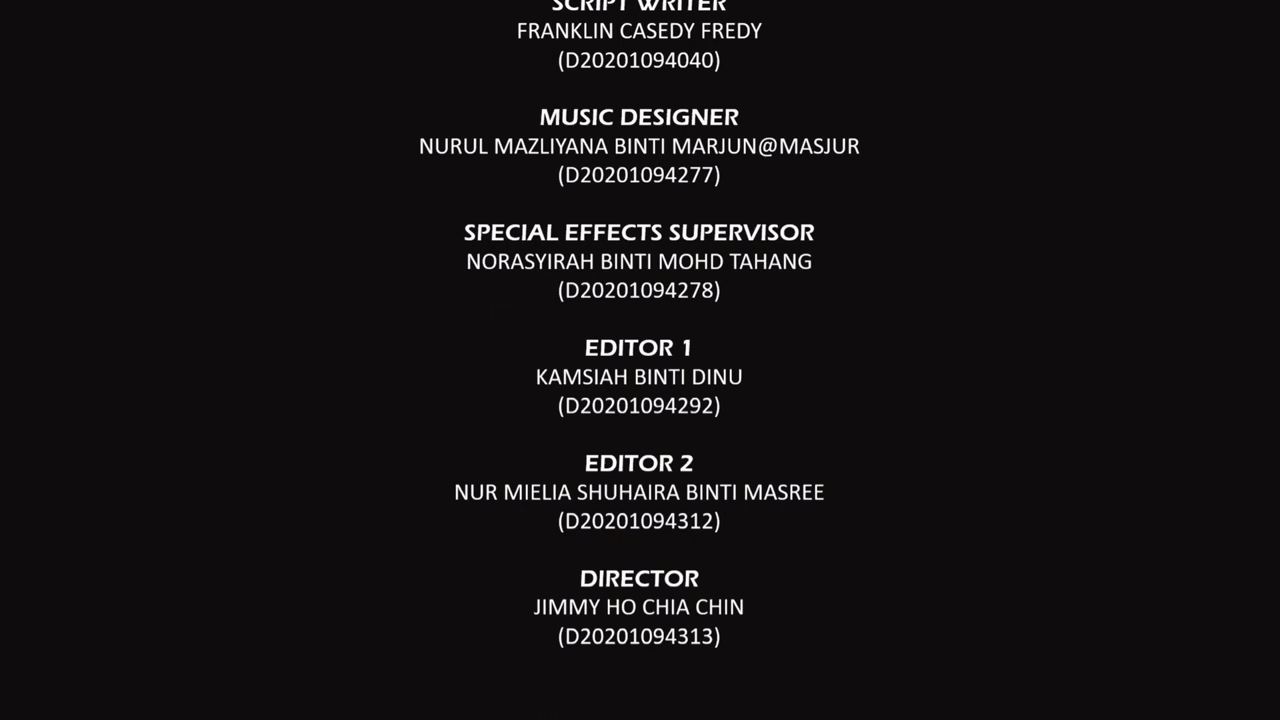 SCRIPT WRITER
FRANKLIN CASEDY FREDY
(D20201094040)
MUSIC DESIGNER
NURUL MAZLIYANA BINTI MARJUN@MASJUR
(D20201094277)
SPECIAL EFFECTS SUPERVISOR
NORASYIRAH BINTI MOHD TAHANG
(D20201094278)
EDITOR 1
KAMSIAH BINTI DINU
(D20201094292)
EDITOR 2
NUR MIELIA SHUHAIRA BINTI MASREE
(D20201094312)
DIRECTOR
JIMMY HO CHIA CHIN
(D20201094313)